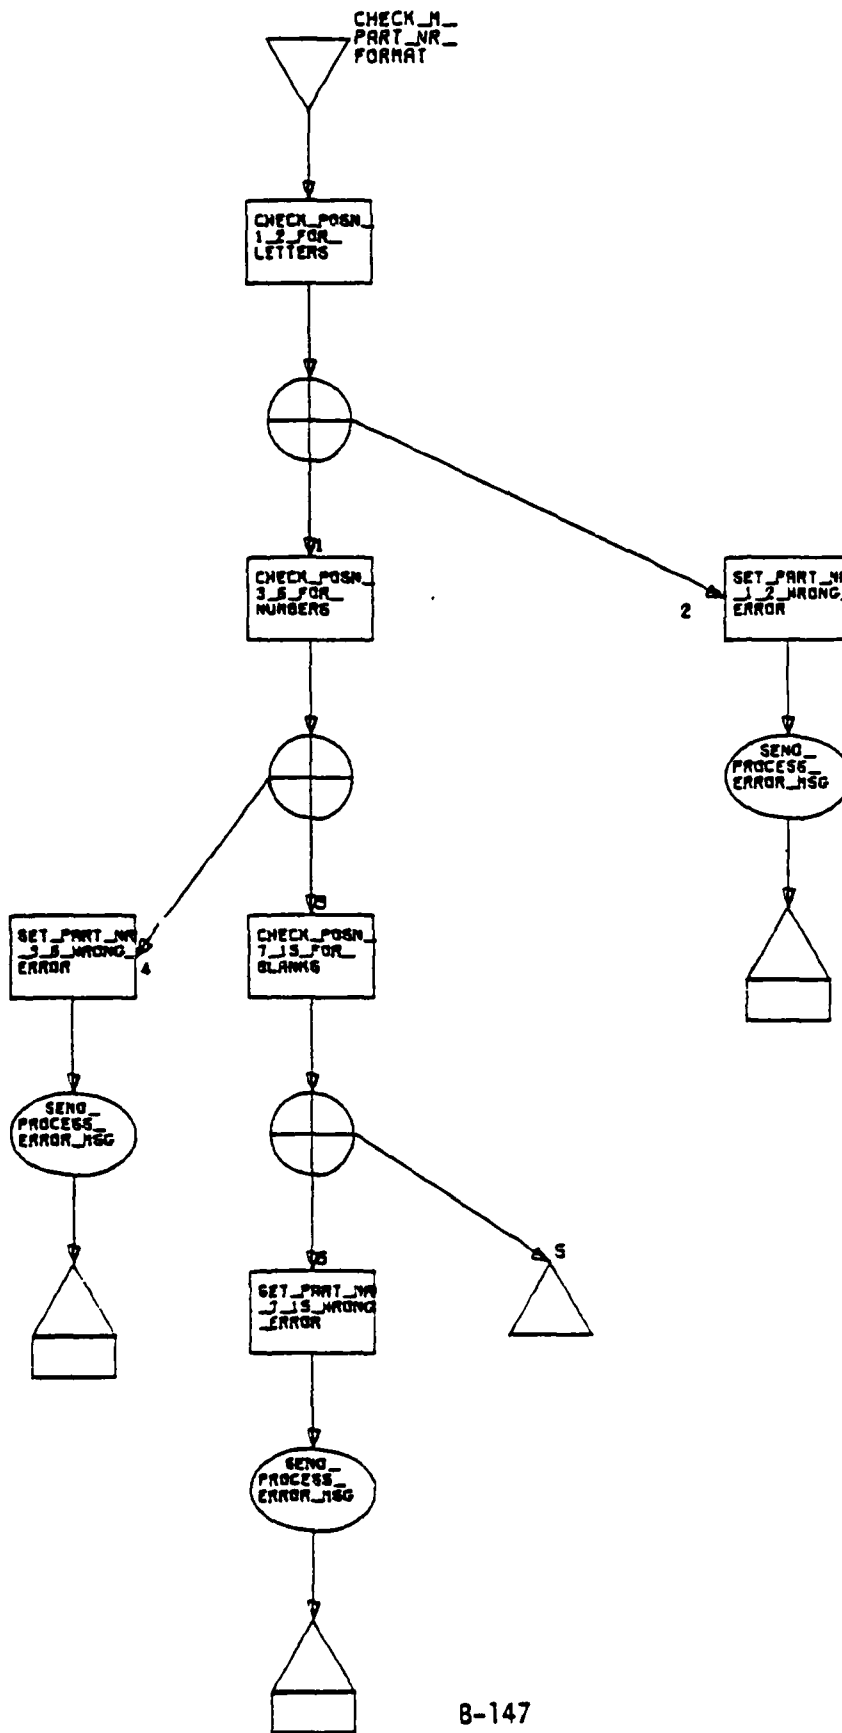 CHECK_M_
PART_NR_
FORMAT
CHECK_POSN_
1_2_FOR_
LETTERS
1
CHECK_POSN_
3_6_FOR_
NUMBERS
2
SET_PART_NR
_1_2_WRONG_
ERROR
SEND_
PROCESS_
ERROR_MSG
3
SET_PART_NR
_3_6_WRONG_
ERROR
4
CHECK_POSN_
7_15_FOR_
BLANKS
SEND_
PROCESS_
ERROR_MSG
5
6
SET_PART_NR
_7_15_WRONG
_ERROR
SEND_
PROCESS_
ERROR_MSG
B-147